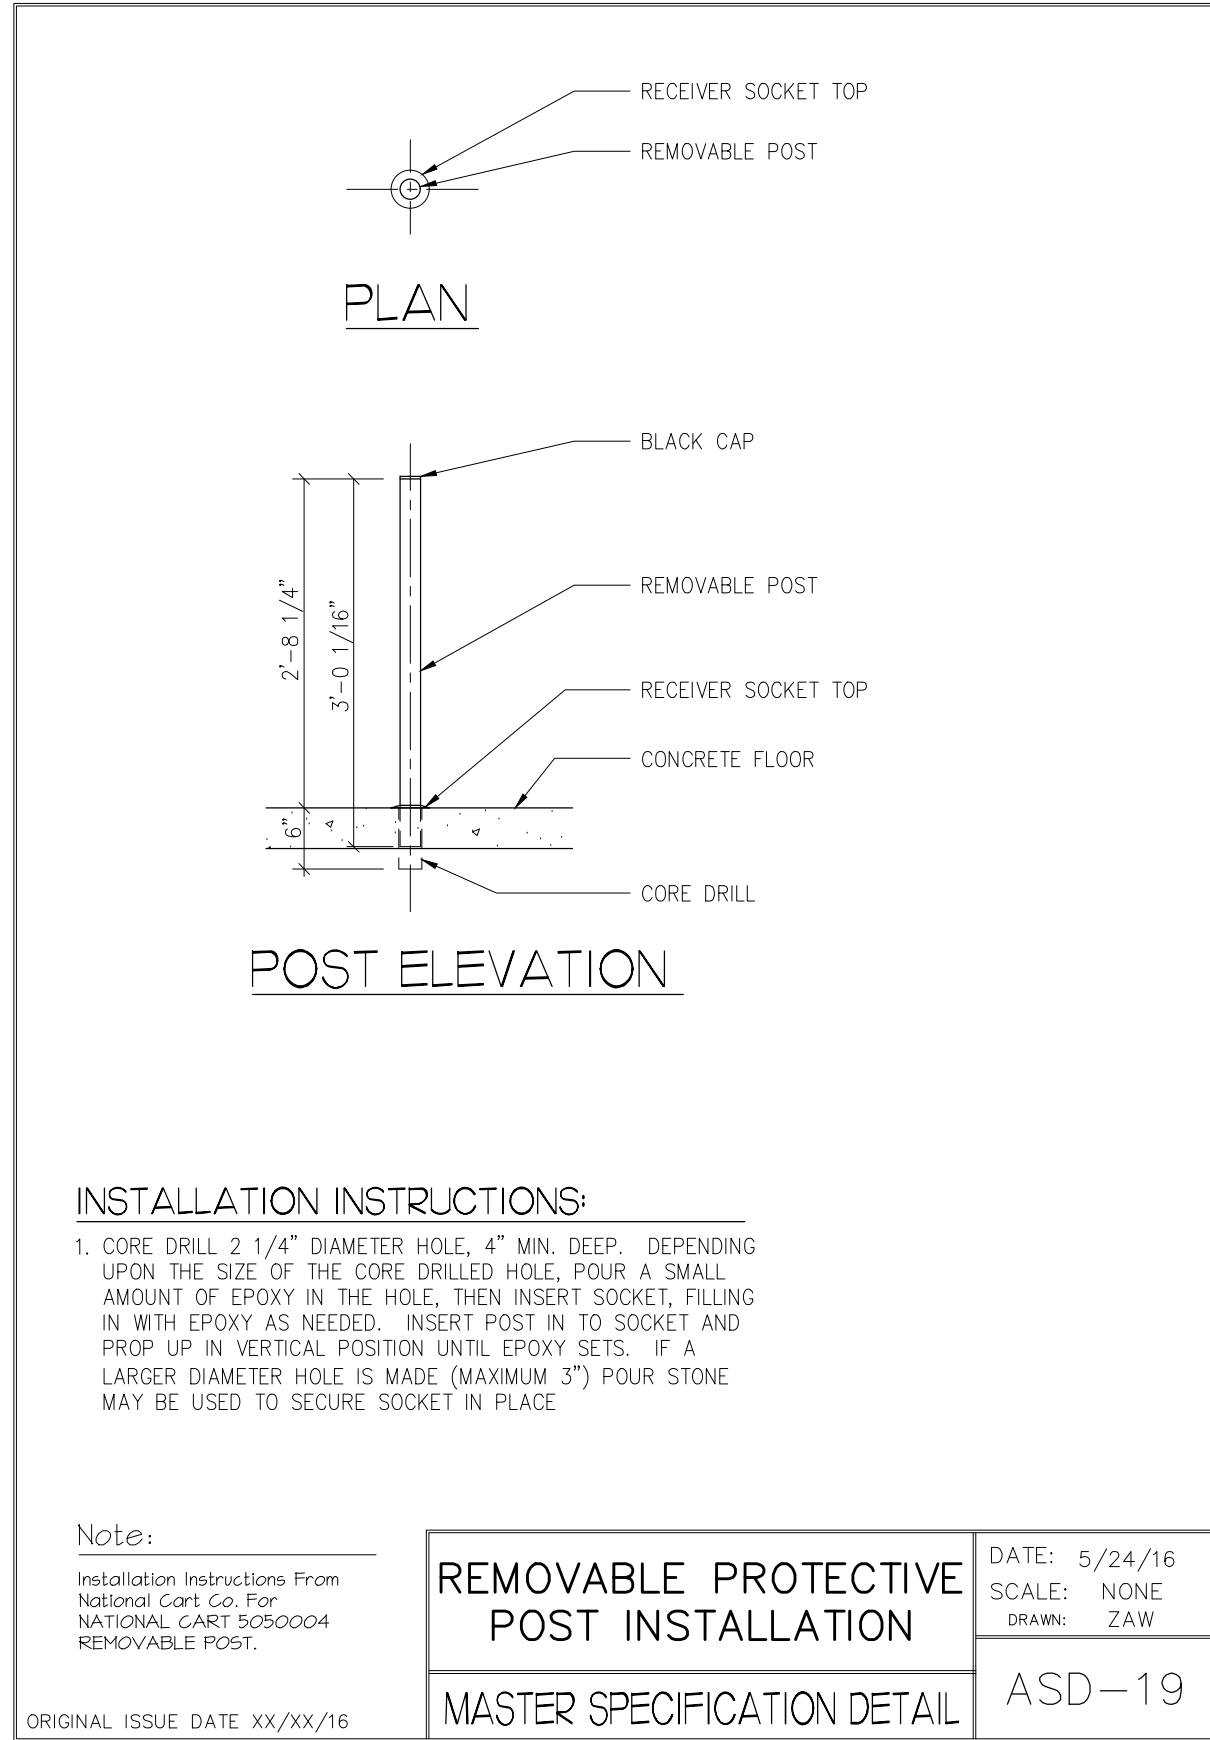 RECEIVER SOCKET TOP
REMOVABLE POST
PLAN
BLACK CAP
2'-8 1/4"
3'-0 1/16"
REMOVABLE POST
RECEIVER SOCKET TOP
CONCRETE FLOOR
6"
CORE DRILL
POST ELEVATION
INSTALLATION INSTRUCTIONS:
1. CORE DRILL 2 1/4" DIAMETER HOLE, 4" MIN. DEEP. DEPENDING
UPON THE SIZE OF THE CORE DRILLED HOLE, POUR A SMALL
AMOUNT OF EPOXY IN THE HOLE, THEN INSERT SOCKET, FILLING
IN WITH EPOXY AS NEEDED. INSERT POST IN TO SOCKET AND
PROP UP IN VERTICAL POSITION UNTIL EPOXY SETS. IF A
LARGER DIAMETER HOLE IS MADE (MAXIMUM 3") POUR STONE
MAY BE USED TO SECURE SOCKET IN PLACE
Note:
Installation Instructions From
National Cart Co. For
NATIONAL CART 5050004
REMOVABLE POST.
ORIGINAL ISSUE DATE XX/XX/16
REMOVABLE PROTECTIVE
POST INSTALLATION
MASTER SPECIFICATION DETAIL
DATE: 5/24/16
SCALE: NONE
DRAWN: ZAW
ASD-19